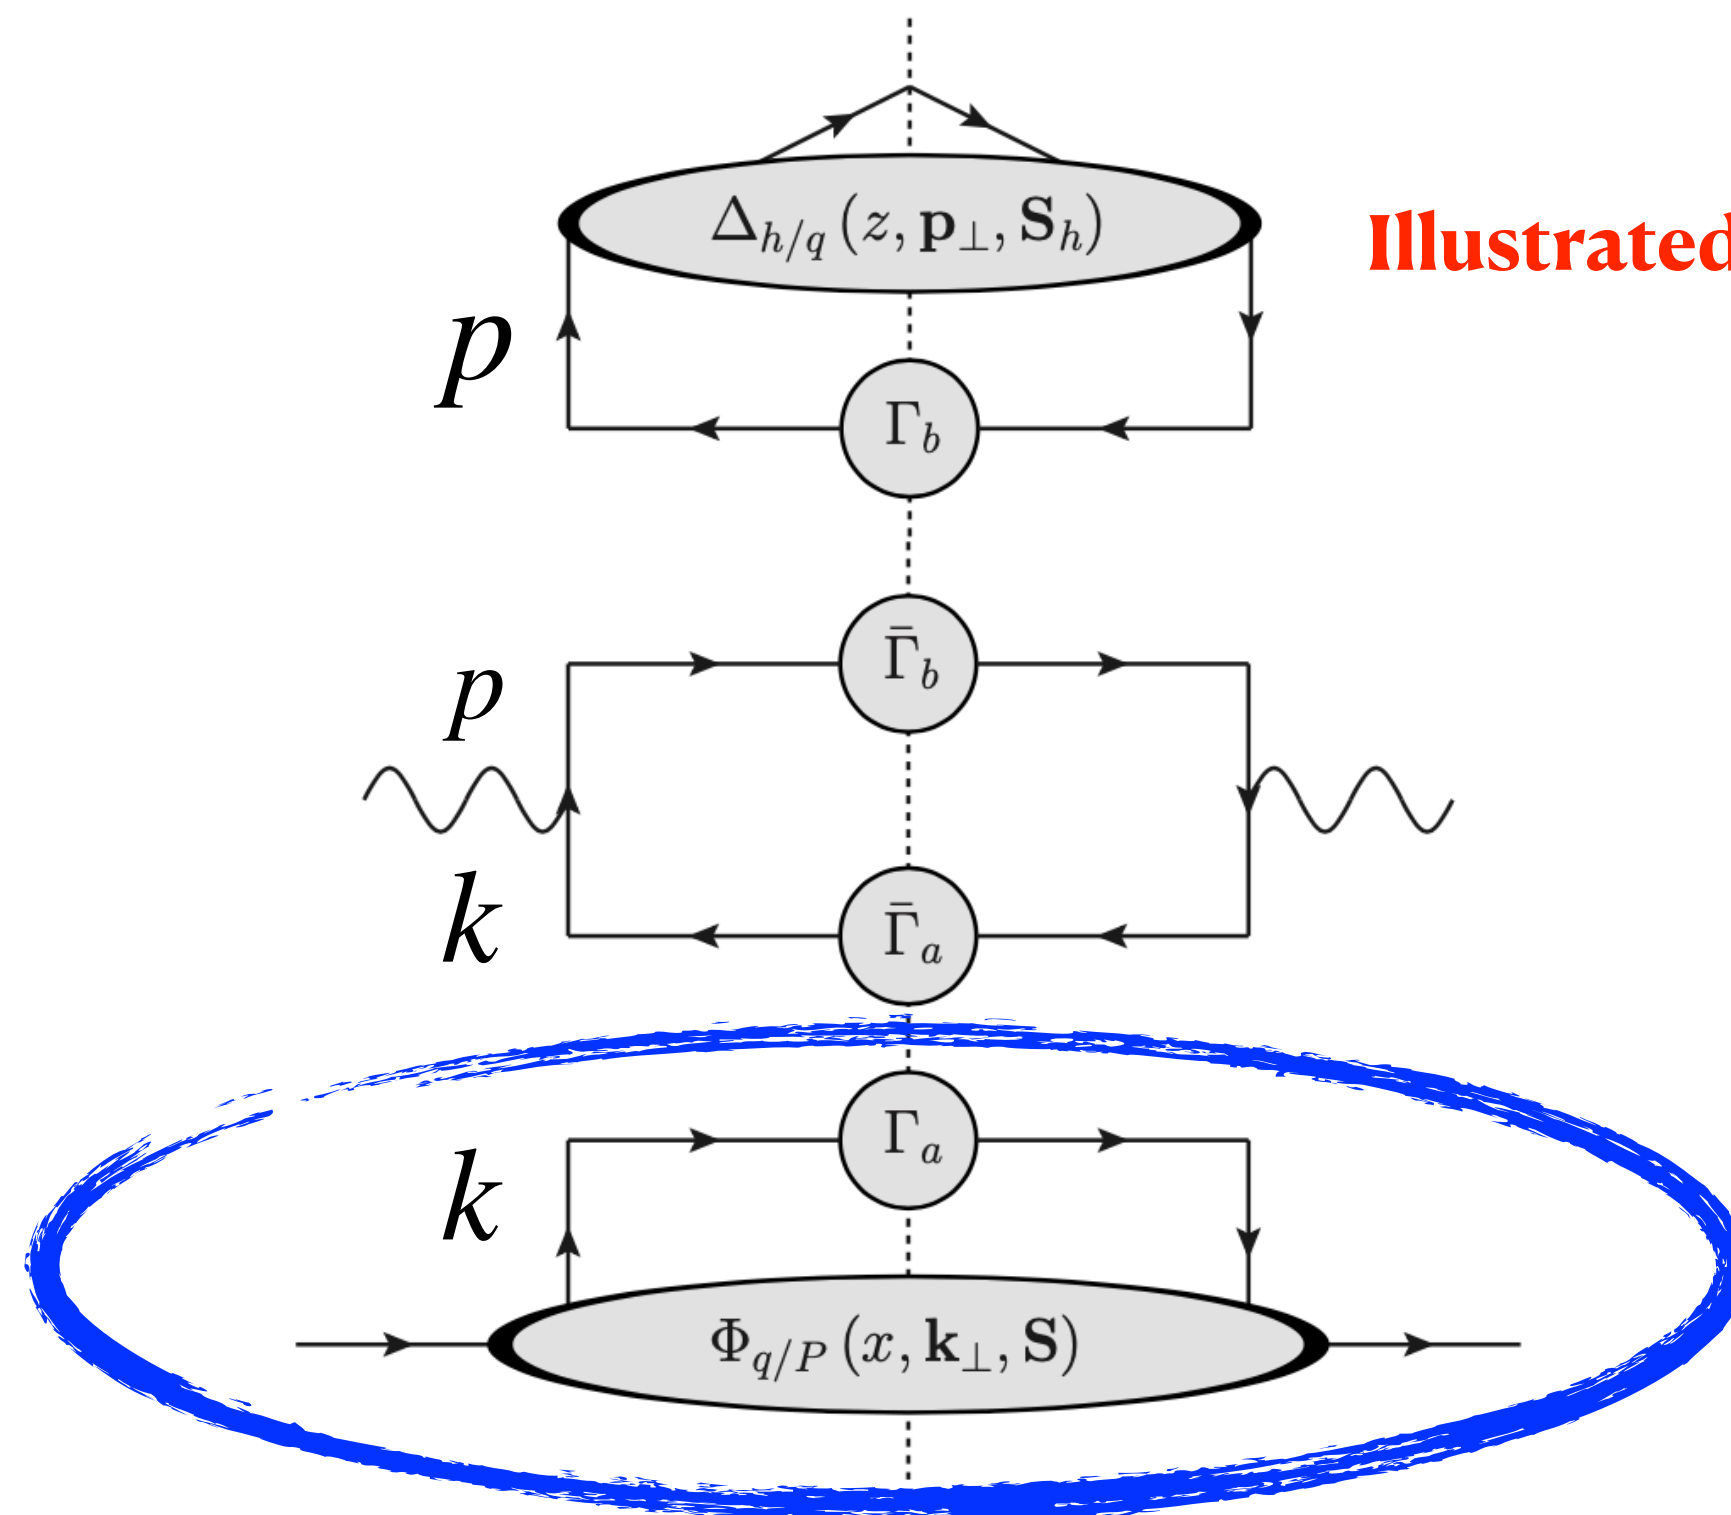 Δ_{h/q} (z, p_⊥, S_h)
Illustrated
p
Γ_b
p
Γ̄_b
k
Γ̄_a
k
Γ_a
Φ_{q/P} (x, k_⊥, S)